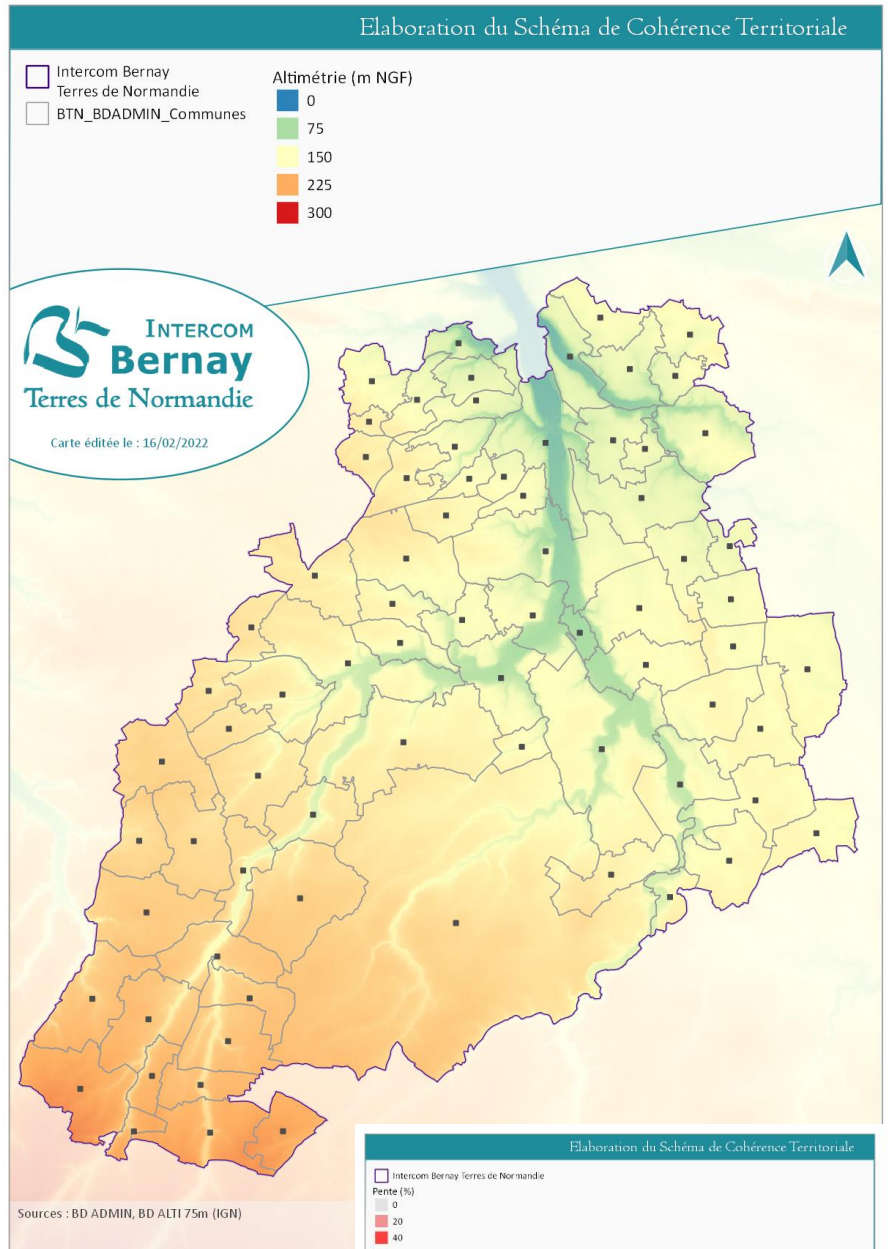 Elaboration du Schéma de Cohérence Territoriale
Intercom Bernay
Terres de Normandie
BTN_BDADMIN_Communes
Altimétrie (m NGF)
0
75
150
225
300
INTERCOM
Bernay
Terres de Normandie
Carte éditée le : 16/02/2022
Sources : BD ADMIN, BD ALTI 75m (IGN)
Elaboration du Schéma de Cohérence Territoriale
Intercom Bernay Terres de Normandie
Pente (%)
0
20
40